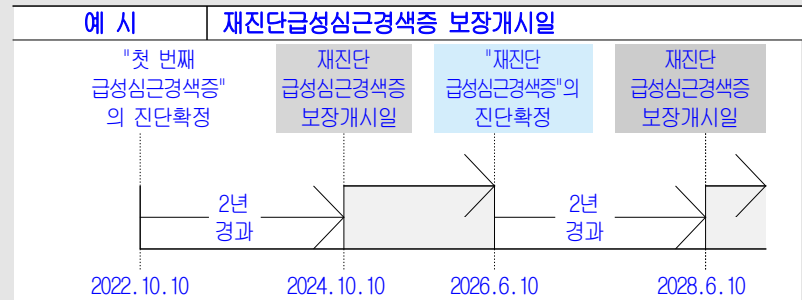 예 시 재진단급성심근경색증 보장개시일
"첫 번째 급성심근경색증" 의 진단확정
재진단 급성심근경색증 보장개시일
"재진단 급성심근경색증"의 진단확정
재진단 급성심근경색증 보장개시일
2년 경과
2년 경과
2022.10.10 2024.10.10 2026.6.10 2028.6.10